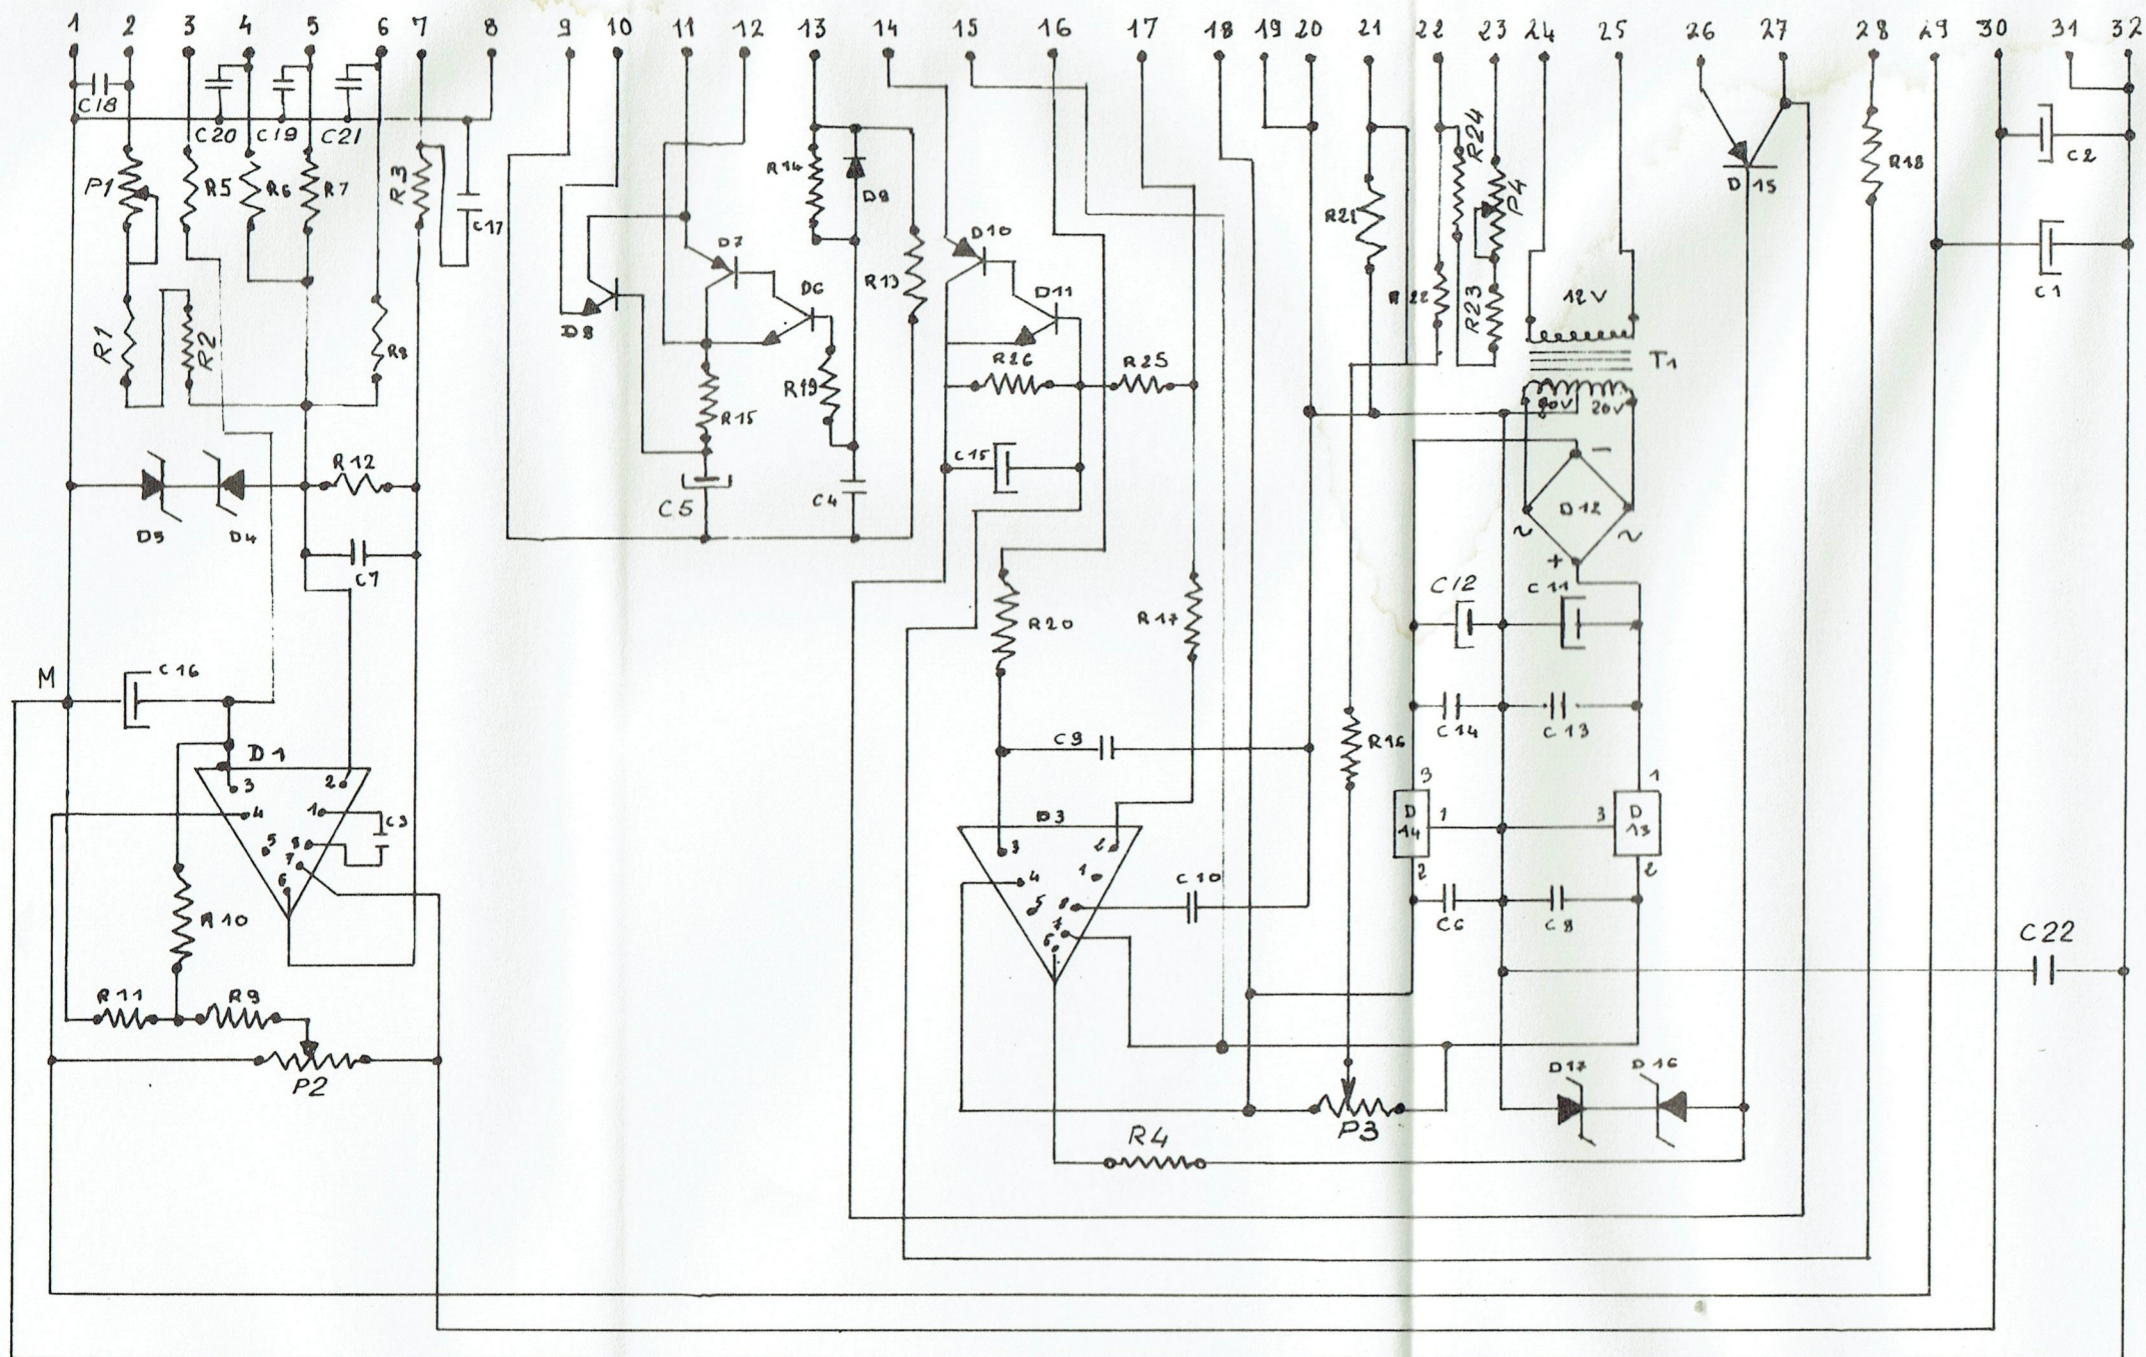 1 2 3 4 5 6 7 8 9 10 11 12 13 14 15 16 17 18 19 20 21 22 23 24 25 26 27 28 29 30 31 32
C18 C20 C19 C21
P1 R5 R6 R7 R3 C17
R14 D9 R24 P4 D15 R18 C2
R21 D7 D10 R13
D8 D6 D11 R22 R23 12V C1
R1 R2 R8
R19 R26 R25 T1
R15 20V 20V
D5 D4 R12 C15 D12
C5 C4 − ~ ~ +
C7 C12 C11
R20 R17
M C16
C9 R16 C14 C13
D1
3 2 4 1 5 8 7 6 C3
D3
3 2 4 1 5 8 7 6 C10
3 D14 1 2
1 3 D13 2
C6 C8
R10 C22
R11 R9
P2 D17 D16
P3
R4